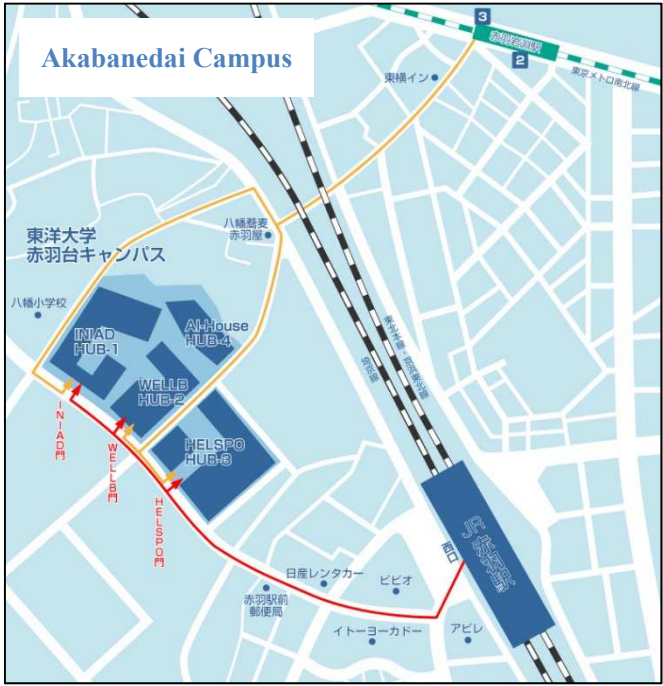 Akabanedai Campus
3
赤羽岩淵駅
2
東京メトロ南北線
東横イン
八幡蕎麦
赤羽屋
東洋大学
赤羽台キャンパス
八幡小学校
AI-House
HUB-4
INIAD
HUB-1
WELLB
HUB-2
HELSPO
HUB-3
東北本線・京浜東北線
埼京線
INIAD門
WELLB門
HELSPO門
JR
赤羽駅
西口
日産レンタカー
ビビオ
赤羽駅前
郵便局
イトーヨーカドー
アピレ